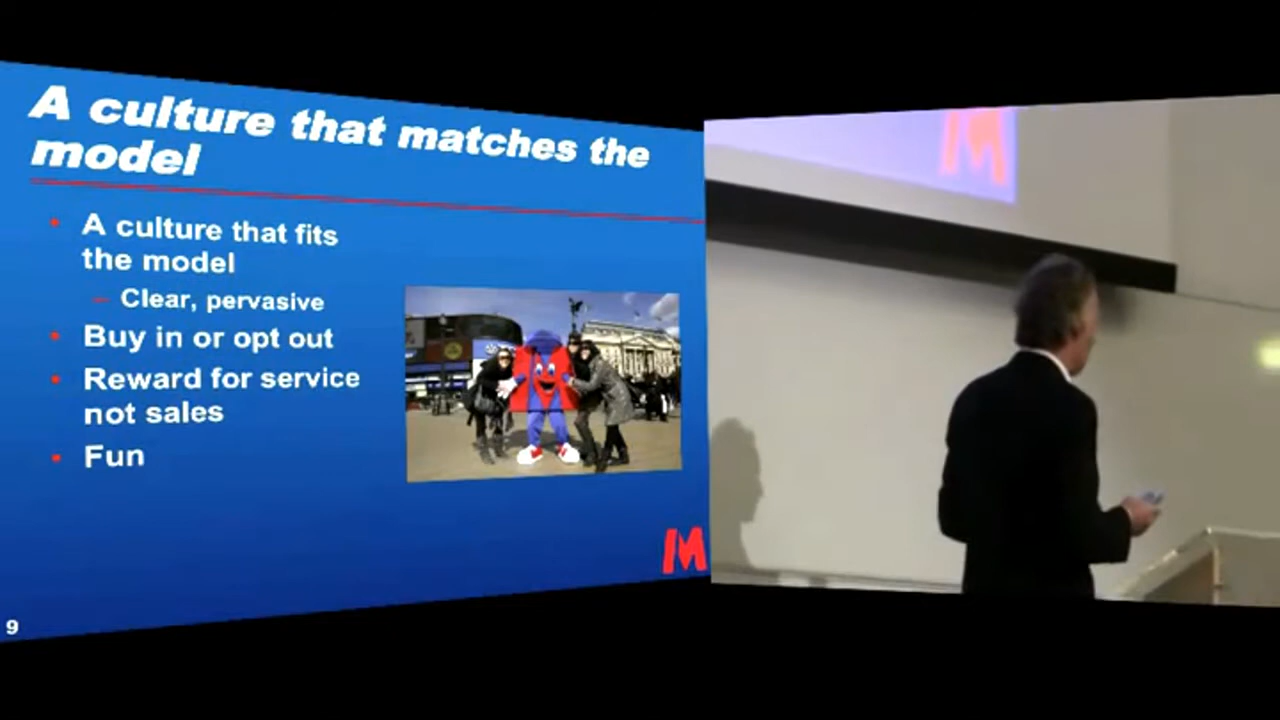 A culture that matches the
model
A culture that fits
the model
Clear, pervasive
Buy in or opt out
Reward for service
not sales
Fun
M
9
M